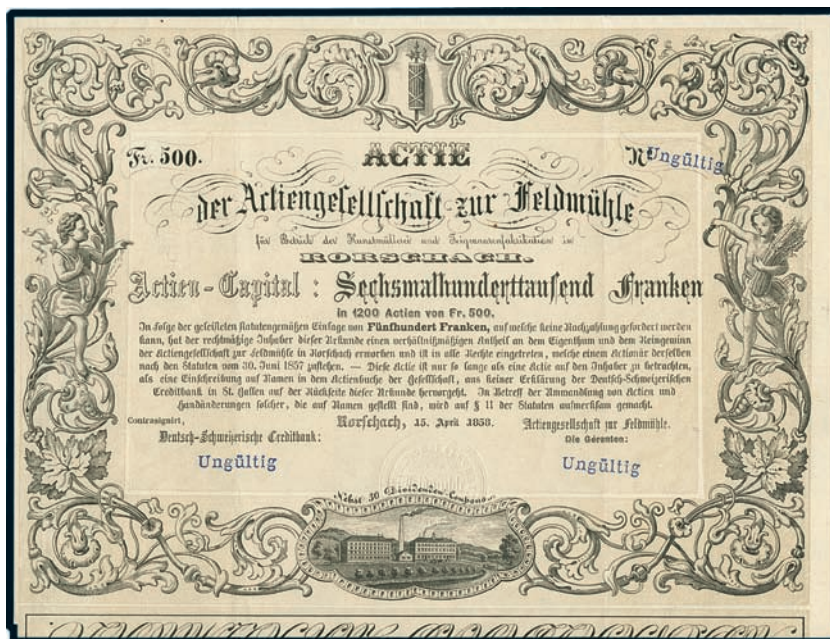 Fr. 500.
ACTIE
No
Ungültig
der Actiengesellschaft zur Feldmühle
für Betrieb der Kunstmüllerei und Teigwaarenfabrikation in
RORSCHACH.
Actien-Capital: Sechsmalhunderttausend Franken
in 1200 Actien von Fr. 500.
In Folge der geleisteten statutengemäßen Einlage von Fünfhundert Franken, auf welche keine Nachzahlung gefordert werden
kann, hat der rechtmäßige Inhaber dieser Urkunde einen verhältnißmäßigen Antheil an dem Eigenthum und dem Reingewinn
der Actiengesellschaft zur Feldmühle in Rorschach erworben und ist in alle Rechte eingetreten, welche einem Actionär derselben
nach den Statuten vom 30. Juni 1857 zustehen. — Diese Actie ist nur so lange als eine Actie auf den Inhaber zu betrachten,
als eine Einschreibung auf Namen in dem Actienbuche der Gesellschaft, aus keiner Erklärung der Deutsch-Schweizerischen
Creditbank in St. Gallen auf der Rückseite dieser Urkunde hervorgeht. In Betreff der Umwandlung von Actien und
Handänderungen solcher, die auf Namen gestellt sind, wird auf § 11 der Statuten aufmerksam gemacht.
Contrasignirt,
Rorschach, 15. April 1858.
Actiengesellschaft zur Feldmühle.
Deutsch-Schweizerische Creditbank:
Die Geranten:
Ungültig
Ungültig
Nebst 30 Dividenden-Coupons